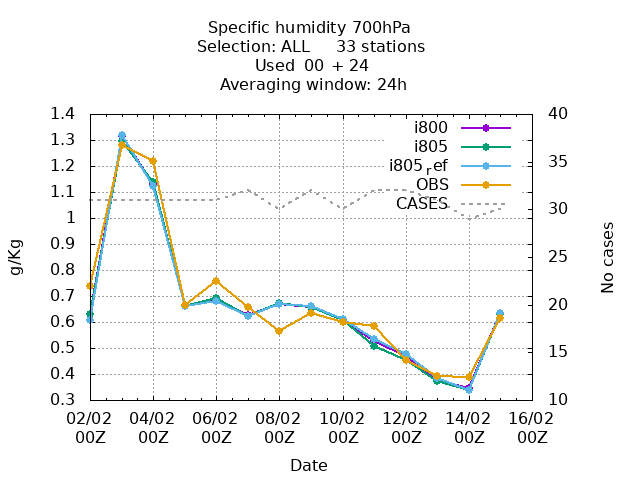 Specific humidity 700hPa
Selection: ALL 33 stations
Used 00 + 24
Averaging window: 24h
1.4
1.3
1.2
1.1
1
0.9
0.8
0.7
0.6
0.5
0.4
0.3
g/Kg
40
35
30
25
20
15
10
No cases
i800
i805
i805ref
OBS
CASES
02/02 04/02 06/02 08/02 10/02 12/02 14/02 16/02
00Z 00Z 00Z 00Z 00Z 00Z 00Z 00Z
Date